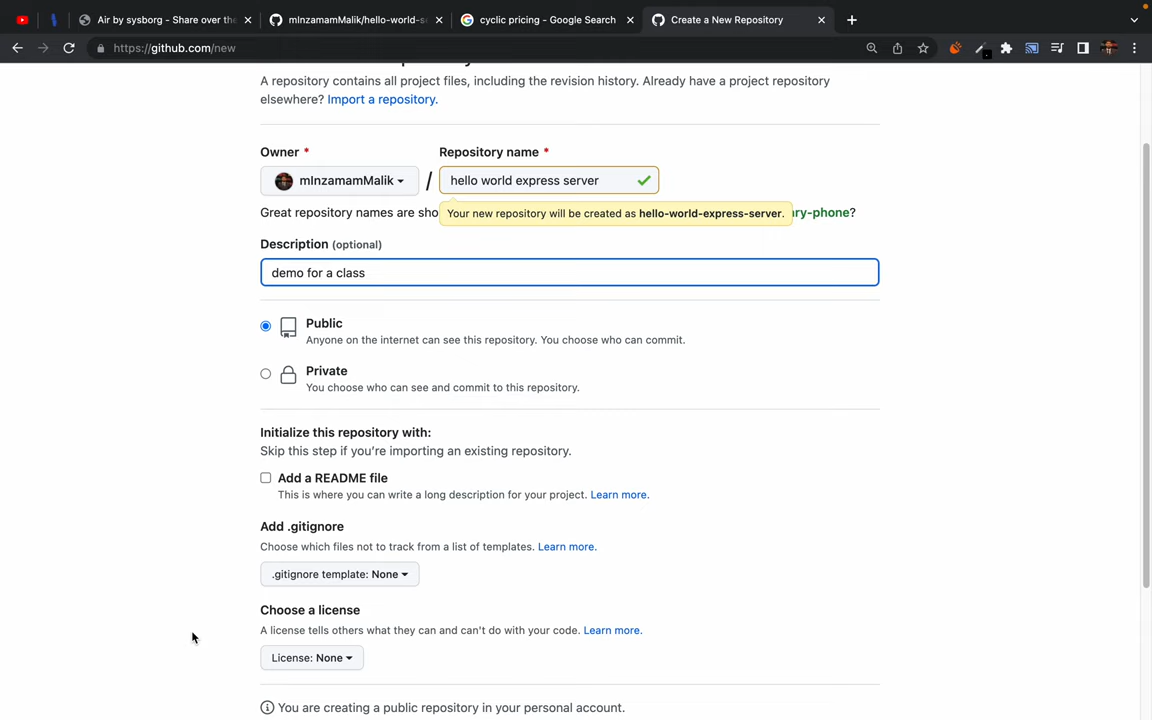 Air by sysborg - Share over the
mInzamamMalik/hello-world-s
cyclic pricing - Google Search
Create a New Repository
https://github.com/new
A repository contains all project files, including the revision history. Already have a project repository
elsewhere? Import a repository.
Owner *
Repository name *
mInzamamMalik
/
hello world express server
Great repository names are sho
Your new repository will be created as hello-world-express-server.
ry-phone?
Description (optional)
demo for a class
Public
Anyone on the internet can see this repository. You choose who can commit.
Private
You choose who can see and commit to this repository.
Initialize this repository with:
Skip this step if you're importing an existing repository.
Add a README file
This is where you can write a long description for your project. Learn more.
Add .gitignore
Choose which files not to track from a list of templates. Learn more.
.gitignore template: None
Choose a license
A license tells others what they can and can't do with your code. Learn more.
License: None
You are creating a public repository in your personal account.